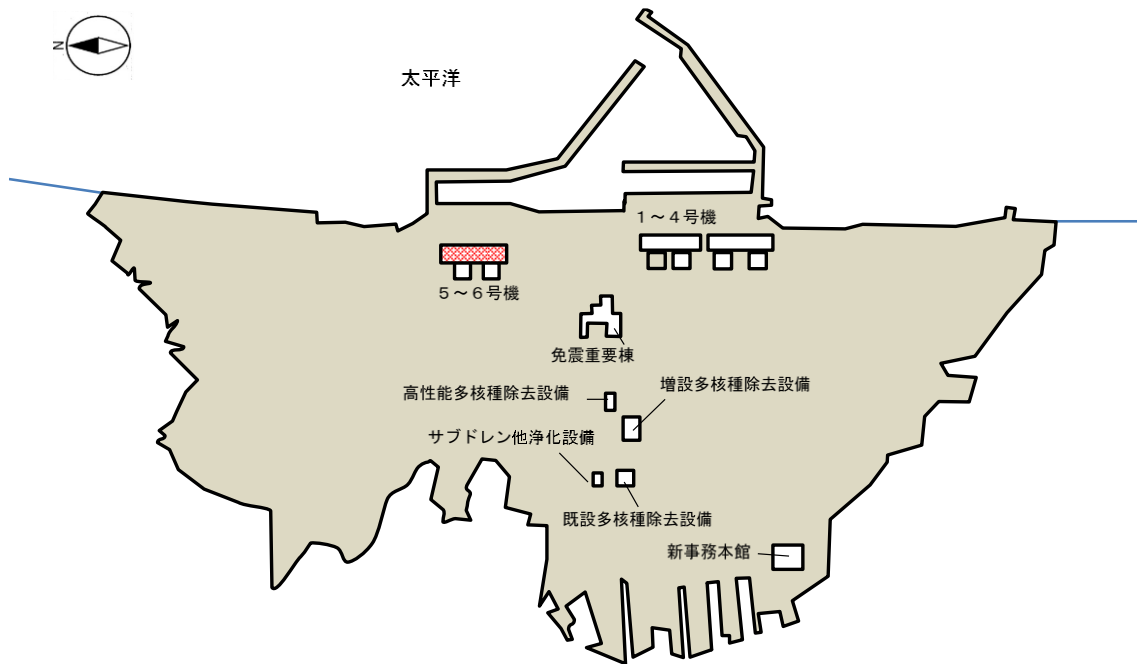 N
太平洋
1~4号機
5~6号機
免震重要棟
高性能多核種除去設備
増設多核種除去設備
サブドレン他浄化設備
既設多核種除去設備
新事務本館